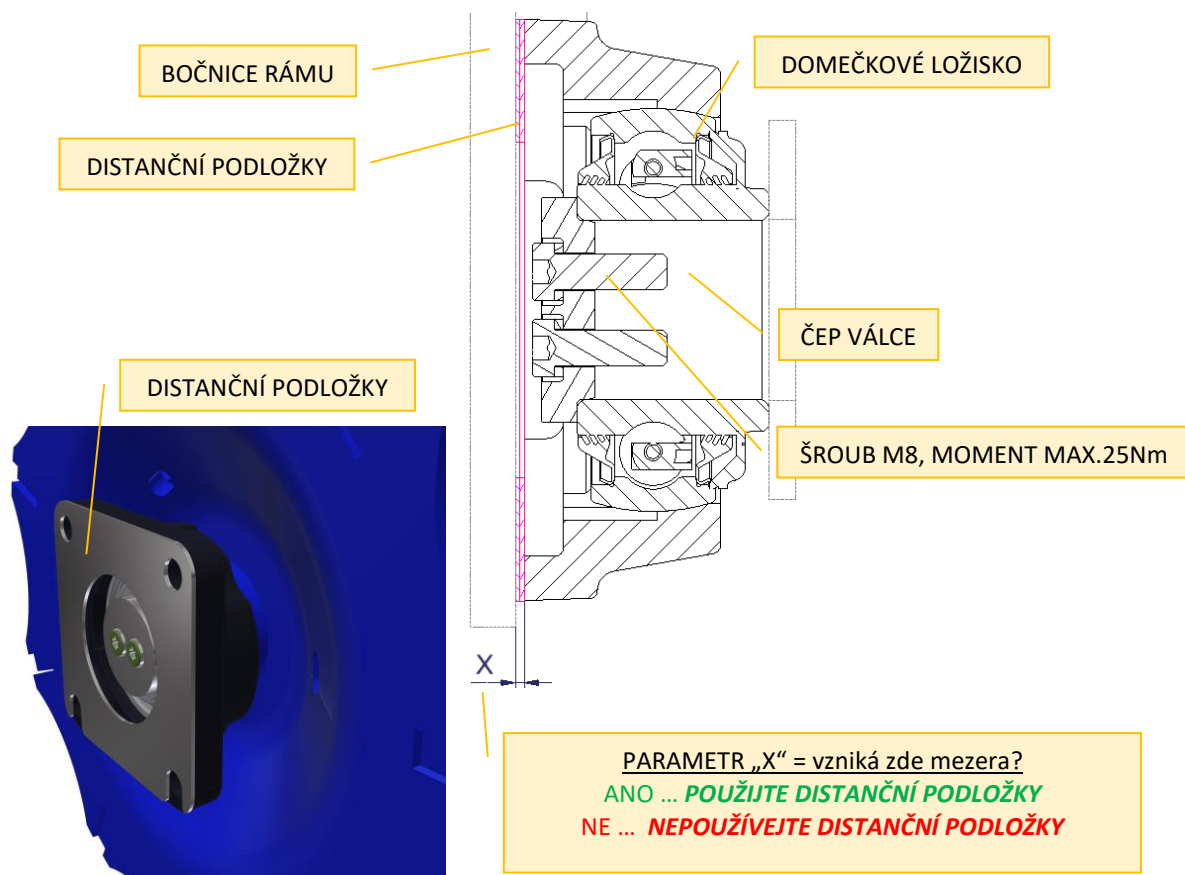 BOČNICE RÁMU
DOMEČKOVÉ LOŽISKO
DISTANČNÍ PODLOŽKY
ČEP VÁLCE
DISTANČNÍ PODLOŽKY
ŠROUB M8, MOMENT MAX.25Nm
X
PARAMETR „X“ = vzniká zde mezera?
ANO ... POUŽIJTE DISTANČNÍ PODLOŽKY
NE ... NEPOUŽÍVEJTE DISTANČNÍ PODLOŽKY